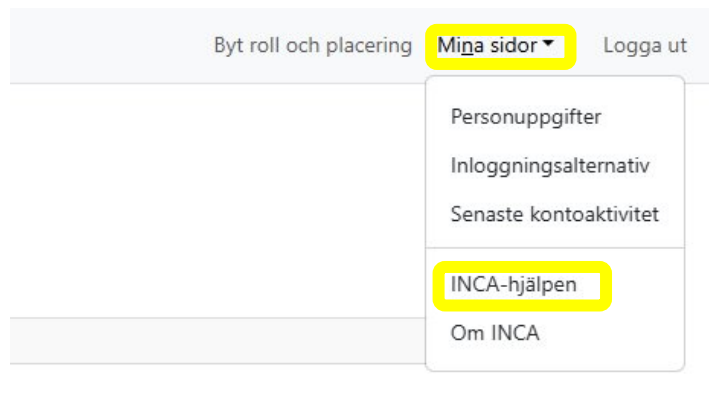 Byt roll och placering Mina sidor Logga ut
Personuppgifter
Inloggningsalternativ
Senaste kontoaktivitet
INCA-hjälpen
Om INCA